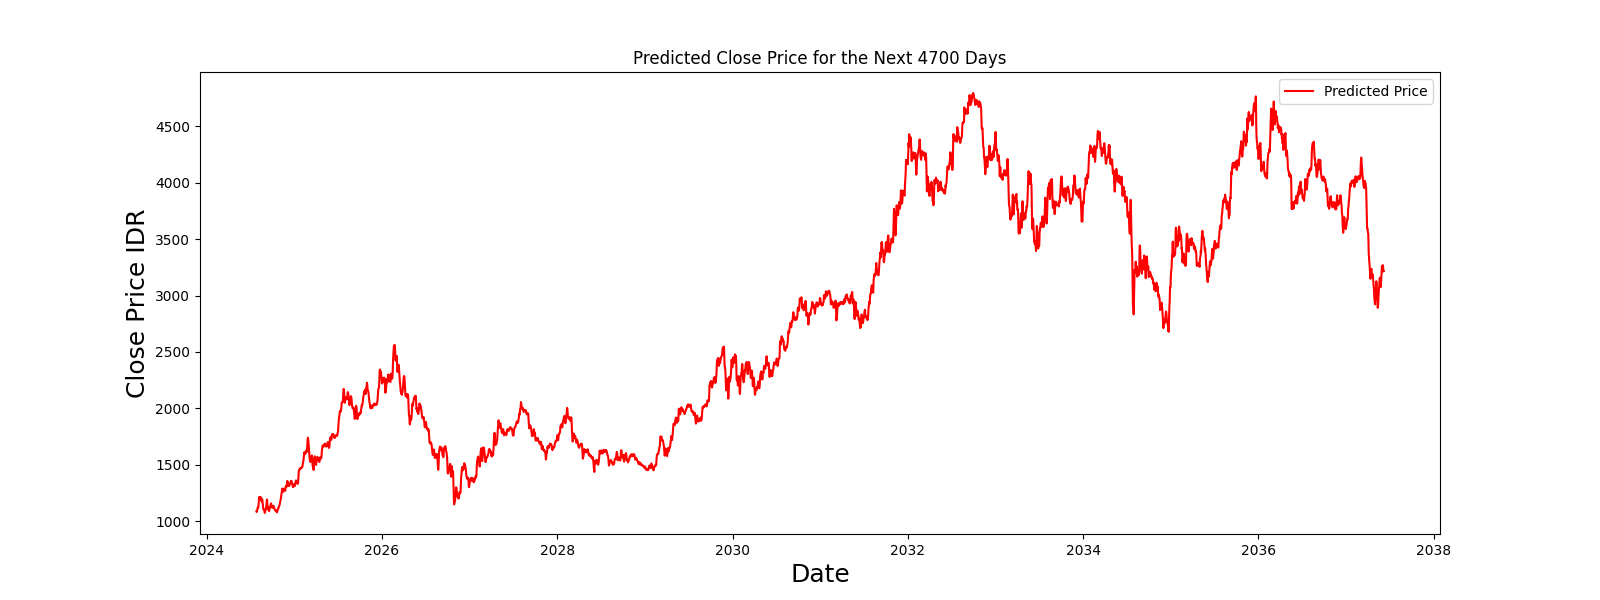 Predicted Close Price for the Next 4700 Days
Predicted Price
Close Price IDR
4500
4000
3500
3000
2500
2000
1500
1000
2024 2026 2028 2030 2032 2034 2036 2038
Date